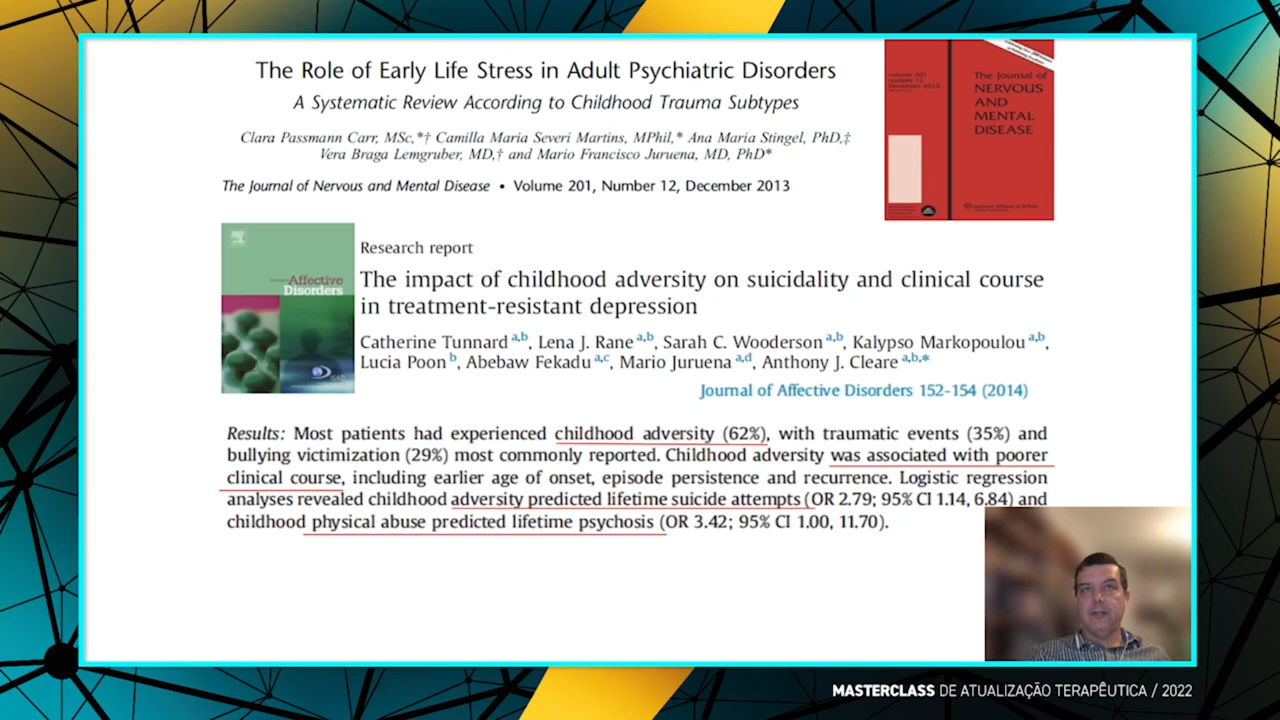 The Role of Early Life Stress in Adult Psychiatric Disorders
A Systematic Review According to Childhood Trauma Subtypes
Clara Passmann Carr, MSc,*† Camilla Maria Severi Martins, MPhil,* Ana Maria Stingel, PhD,‡
Vera Braga Lemgruber, MD,† and Mario Francisco Juruena, MD, PhD*
The Journal of Nervous and Mental Disease • Volume 201, Number 12, December 2013
volume 201
number 12
December 2013
The Journal of
NERVOUS
AND
MENTAL
DISEASE
Affective
Disorders
Research report
The impact of childhood adversity on suicidality and clinical course
in treatment-resistant depression
Catherine Tunnard a,b, Lena J. Rane a,b, Sarah C. Wooderson a,b, Kalypso Markopoulou a,b,
Lucia Poon b, Abebaw Fekadu a,c, Mario Juruena a,d, Anthony J. Cleare a,b,*
Journal of Affective Disorders 152-154 (2014)
Results: Most patients had experienced childhood adversity (62%), with traumatic events (35%) and
bullying victimization (29%) most commonly reported. Childhood adversity was associated with poorer
clinical course, including earlier age of onset, episode persistence and recurrence. Logistic regression
analyses revealed childhood adversity predicted lifetime suicide attempts (OR 2.79; 95% CI 1.14, 6.84) and
childhood physical abuse predicted lifetime psychosis (OR 3.42; 95% CI 1.00, 11.70).
MASTERCLASS DE ATUALIZAÇÃO TERAPÊUTICA / 2022